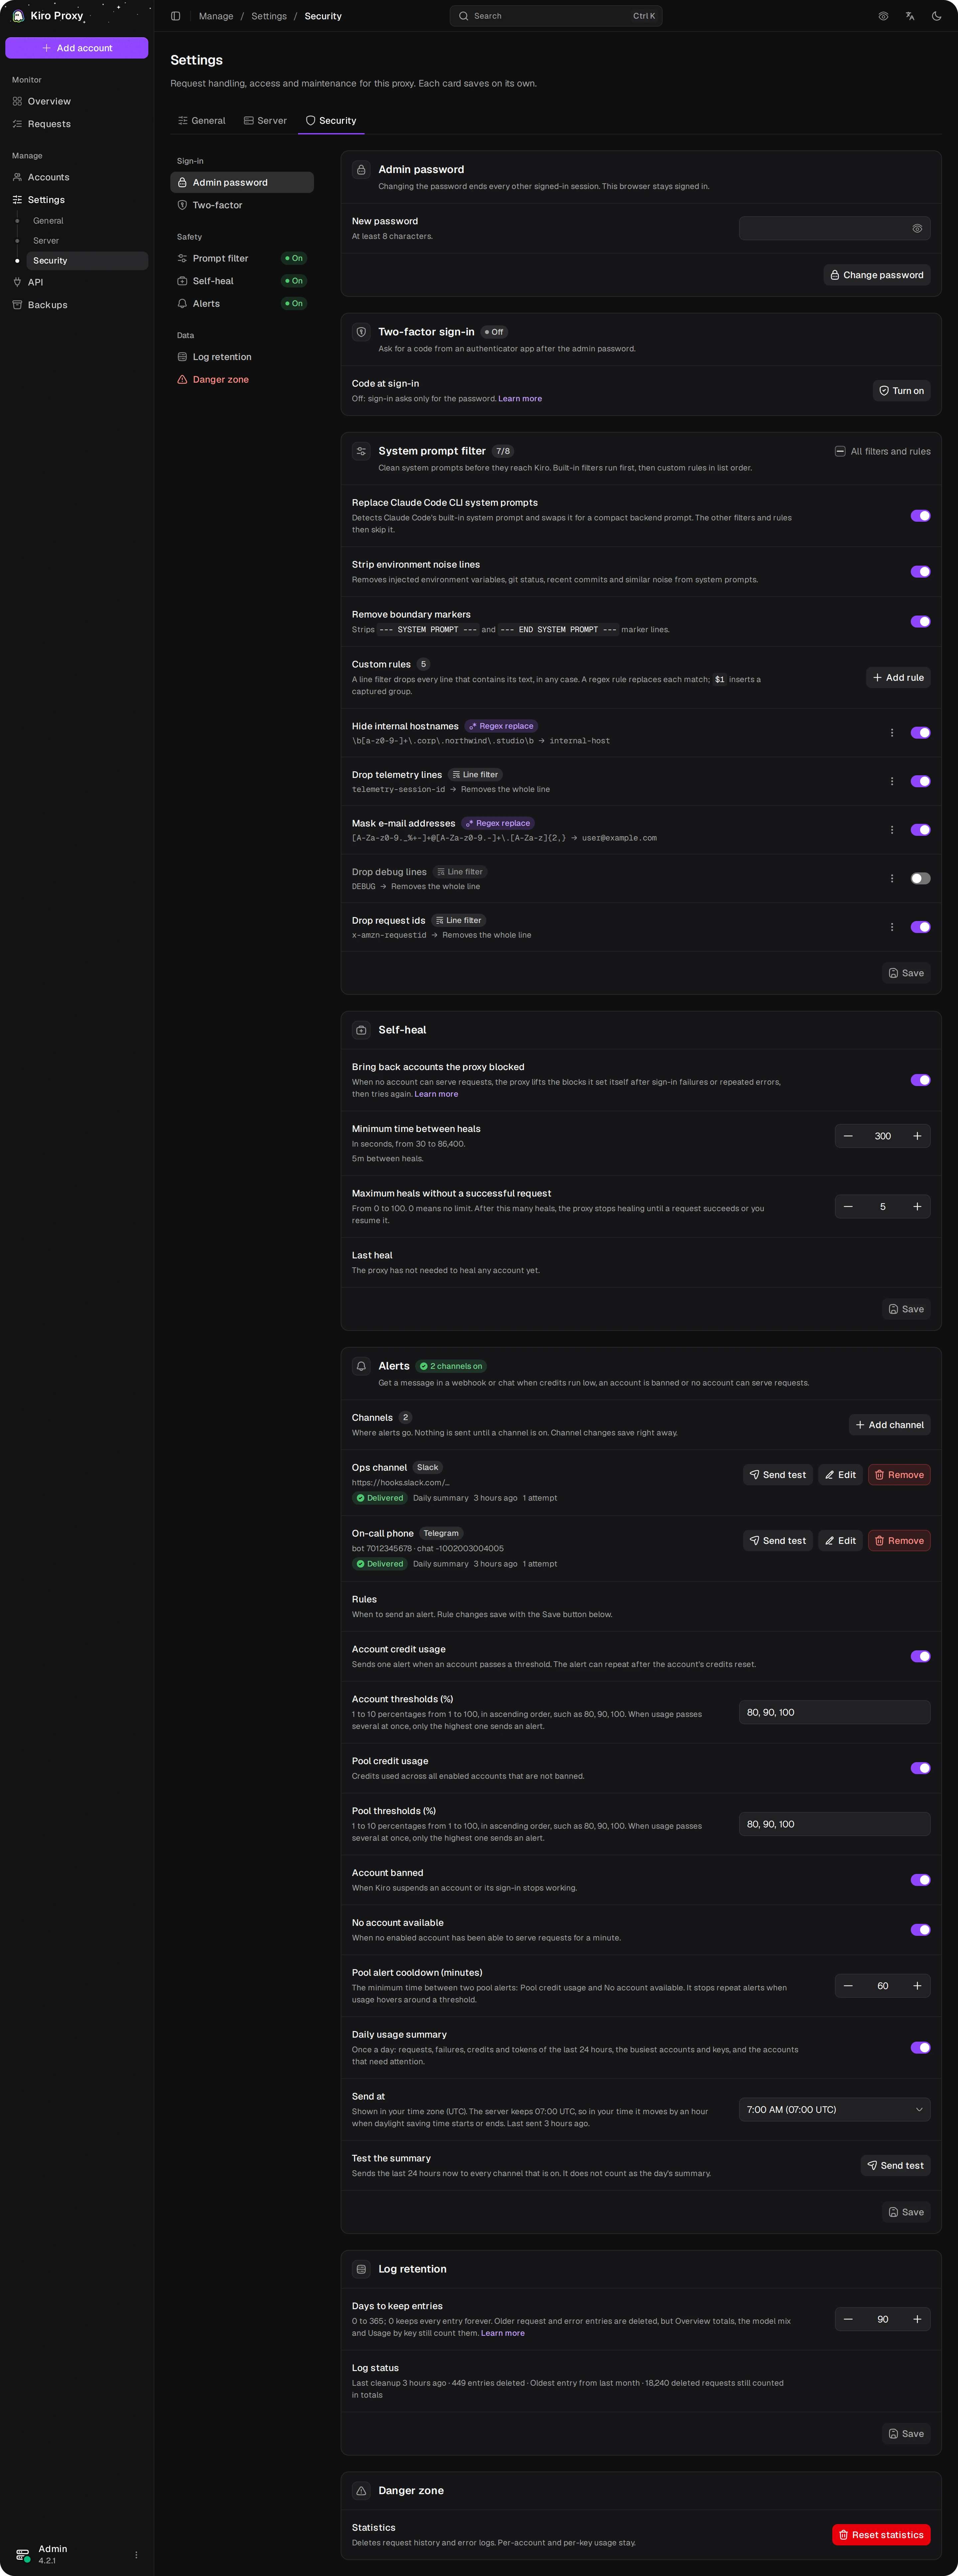 Kiro Proxy
Manage / Settings / Security
Search
Ctrl K
Add account
Monitor
Overview
Requests
Manage
Accounts
Settings
General
Server
Security
API
Backups
Settings
Request handling, access and maintenance for this proxy. Each card saves on its own.
General
Server
Security
Sign-in
Admin password
Two-factor
Safety
Prompt filter
On
Self-heal
On
Alerts
On
Data
Log retention
Danger zone
Admin password
Changing the password ends every other signed-in session. This browser stays signed in.
New password
At least 8 characters.
Change password
Two-factor sign-in
Off
Ask for a code from an authenticator app after the admin password.
Code at sign-in
Off: sign-in asks only for the password. Learn more
Turn on
System prompt filter
7/8
All filters and rules
Clean system prompts before they reach Kiro. Built-in filters run first, then custom rules in list order.
Replace Claude Code CLI system prompts
Detects Claude Code's built-in system prompt and swaps it for a compact backend prompt. The other filters and rules
then skip it.
Strip environment noise lines
Removes injected environment variables, git status, recent commits and similar noise from system prompts.
Remove boundary markers
Strips --- SYSTEM PROMPT --- and --- END SYSTEM PROMPT --- marker lines.
Custom rules
5
A line filter drops every line that contains its text, in any case. A regex rule replaces each match; $1 inserts a
captured group.
Add rule
Hide internal hostnames
Regex replace
\b[a-z0-9-]+\.corp\.northwind\.studio\b → internal-host
Drop telemetry lines
Line filter
telemetry-session-id → Removes the whole line
Mask e-mail addresses
Regex replace
[A-Za-z0-9._%+-]+@[A-Za-z0-9.-]+\.[A-Za-z]{2,} → user@example.com
Drop debug lines
Line filter
DEBUG → Removes the whole line
Drop request ids
Line filter
x-amzn-requestid → Removes the whole line
Save
Self-heal
Bring back accounts the proxy blocked
When no account can serve requests, the proxy lifts the blocks it set itself after sign-in failures or repeated errors,
then tries again. Learn more
Minimum time between heals
In seconds, from 30 to 86,400.
5m between heals.
300
Maximum heals without a successful request
From 0 to 100. 0 means no limit. After this many heals, the proxy stops healing until a request succeeds or you
resume it.
5
Last heal
The proxy has not needed to heal any account yet.
Save
Alerts
2 channels on
Get a message in a webhook or chat when credits run low, an account is banned or no account can serve requests.
Channels
2
Where alerts go. Nothing is sent until a channel is on. Channel changes save right away.
Add channel
Ops channel
Slack
https://hooks.slack.com/…
Delivered Daily summary 3 hours ago 1 attempt
Send test
Edit
Remove
On-call phone
Telegram
bot 7012345678 · chat -1002003004005
Delivered Daily summary 3 hours ago 1 attempt
Send test
Edit
Remove
Rules
When to send an alert. Rule changes save with the Save button below.
Account credit usage
Sends one alert when an account passes a threshold. The alert can repeat after the account's credits reset.
Account thresholds (%)
1 to 10 percentages from 1 to 100, in ascending order, such as 80, 90, 100. When usage passes
several at once, only the highest one sends an alert.
80, 90, 100
Pool credit usage
Credits used across all enabled accounts that are not banned.
Pool thresholds (%)
1 to 10 percentages from 1 to 100, in ascending order, such as 80, 90, 100. When usage passes
several at once, only the highest one sends an alert.
80, 90, 100
Account banned
When Kiro suspends an account or its sign-in stops working.
No account available
When no enabled account has been able to serve requests for a minute.
Pool alert cooldown (minutes)
The minimum time between two pool alerts: Pool credit usage and No account available. It stops repeat alerts when
usage hovers around a threshold.
60
Daily usage summary
Once a day: requests, failures, credits and tokens of the last 24 hours, the busiest accounts and keys, and the accounts
that need attention.
Send at
Shown in your time zone (UTC). The server keeps 07:00 UTC, so in your time it moves by an hour
when daylight saving time starts or ends. Last sent 3 hours ago.
7:00 AM (07:00 UTC)
Test the summary
Sends the last 24 hours now to every channel that is on. It does not count as the day's summary.
Send test
Save
Log retention
Days to keep entries
0 to 365; 0 keeps every entry forever. Older request and error entries are deleted, but Overview totals, the model mix
and Usage by key still count them. Learn more
90
Log status
Last cleanup 3 hours ago · 449 entries deleted · Oldest entry from last month · 18,240 deleted requests still counted
in totals
Save
Danger zone
Statistics
Deletes request history and error logs. Per-account and per-key usage stay.
Reset statistics
Admin
4.2.1